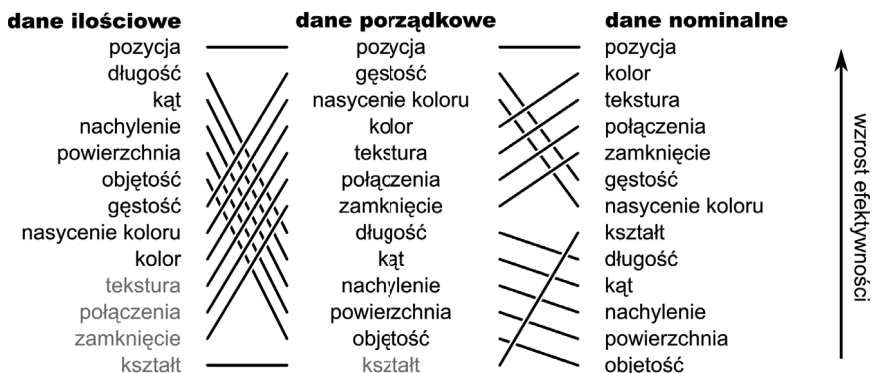 dane ilościowe
pozycja
długość
kąt
nachylenie
powierzchnia
objętość
gęstość
nasycenie koloru
kolor
tekstura
połączenia
zamknięcie
kształt
dane porządkowe
pozycja
gęstość
nasycenie koloru
kolor
tekstura
połączenia
zamknięcie
długość
kąt
nachylenie
powierzchnia
objętość
kształt
dane nominalne
pozycja
kolor
tekstura
połączenia
zamknięcie
gęstość
nasycenie koloru
kształt
długość
kąt
nachylenie
powierzchnia
objętość
wzrost efektywności